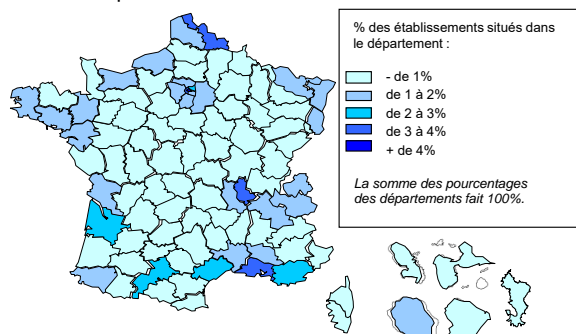 % des établissements situés dans
le département :
- de 1%
de 1 à 2%
de 2 à 3%
de 3 à 4%
+ de 4%
La somme des pourcentages
des départements fait 100%.